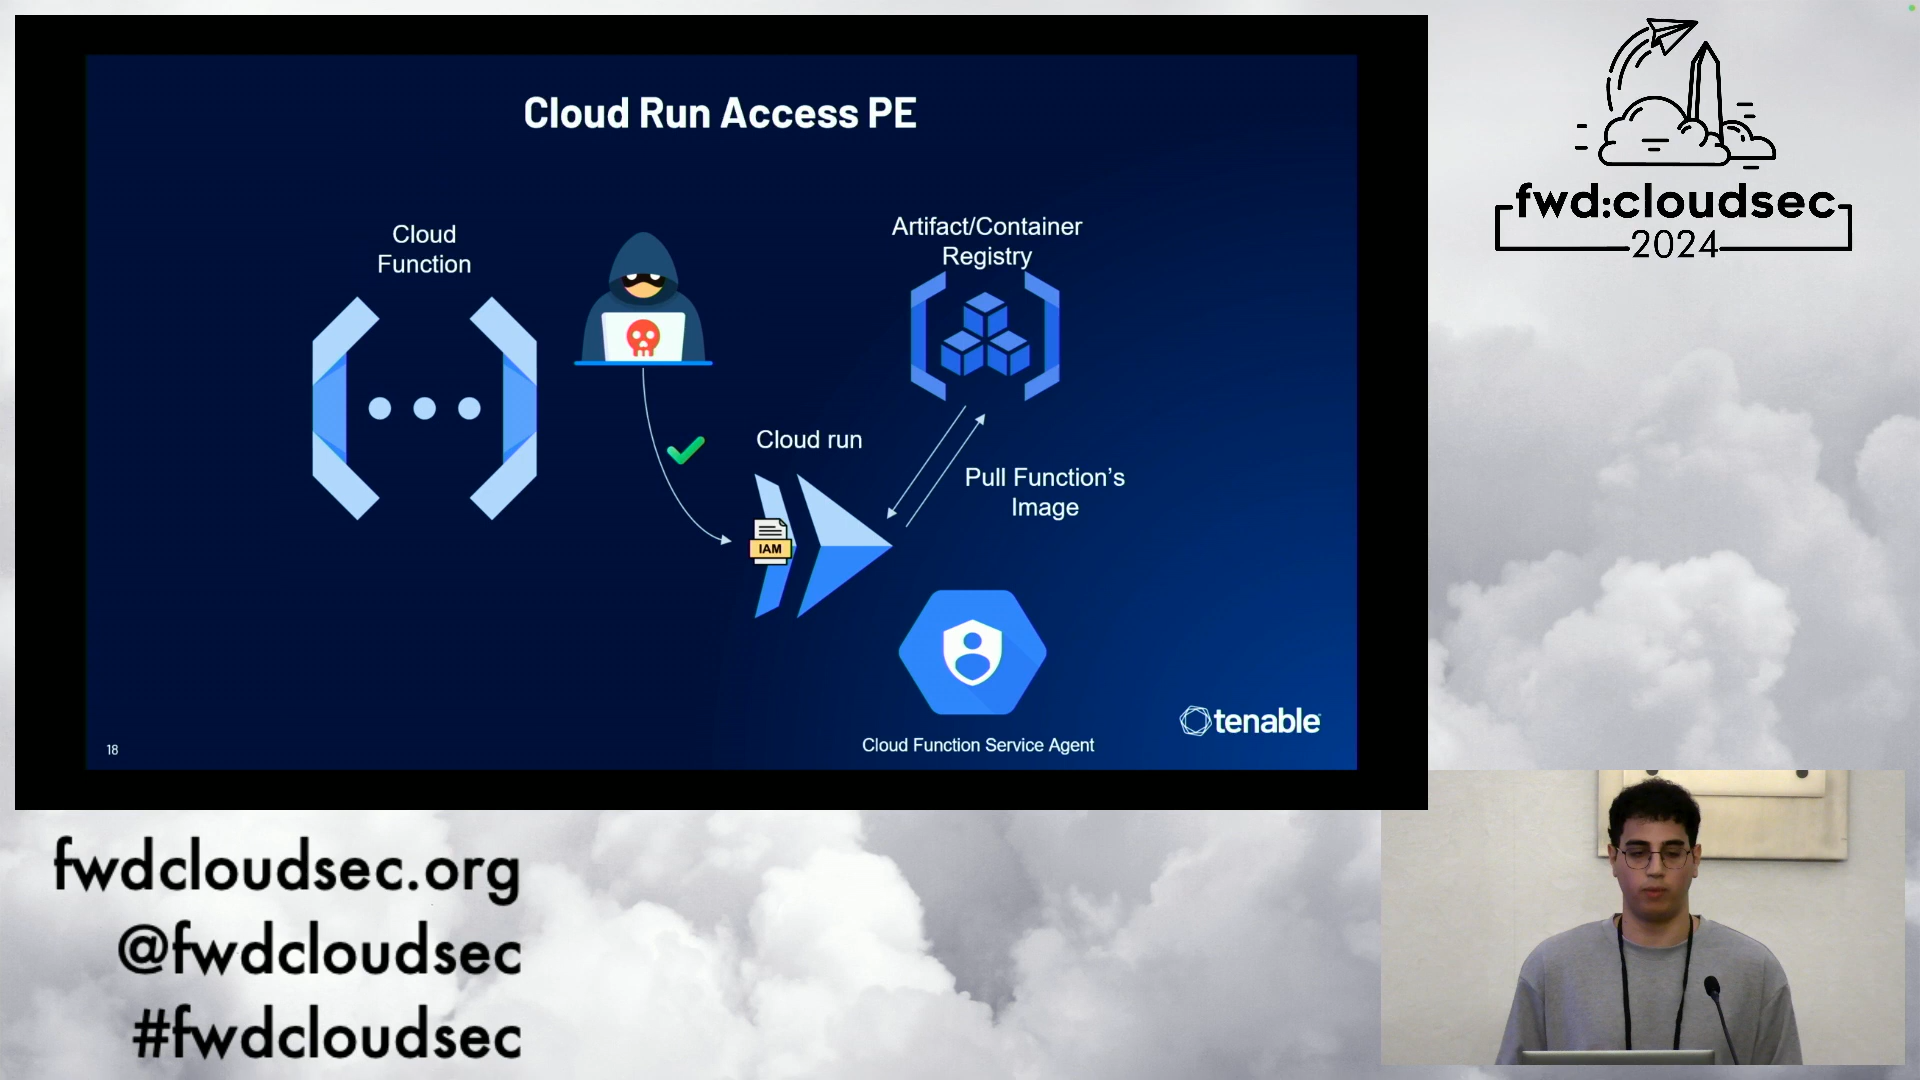 Cloud Run Access PE
Cloud
Function
Artifact/Container
Registry
Cloud run
IAM
Pull Function's
Image
Cloud Function Service Agent
tenable
18
fwd:cloudsec
2024
fwdcloudsec.org
@fwdcloudsec
#fwdcloudsec